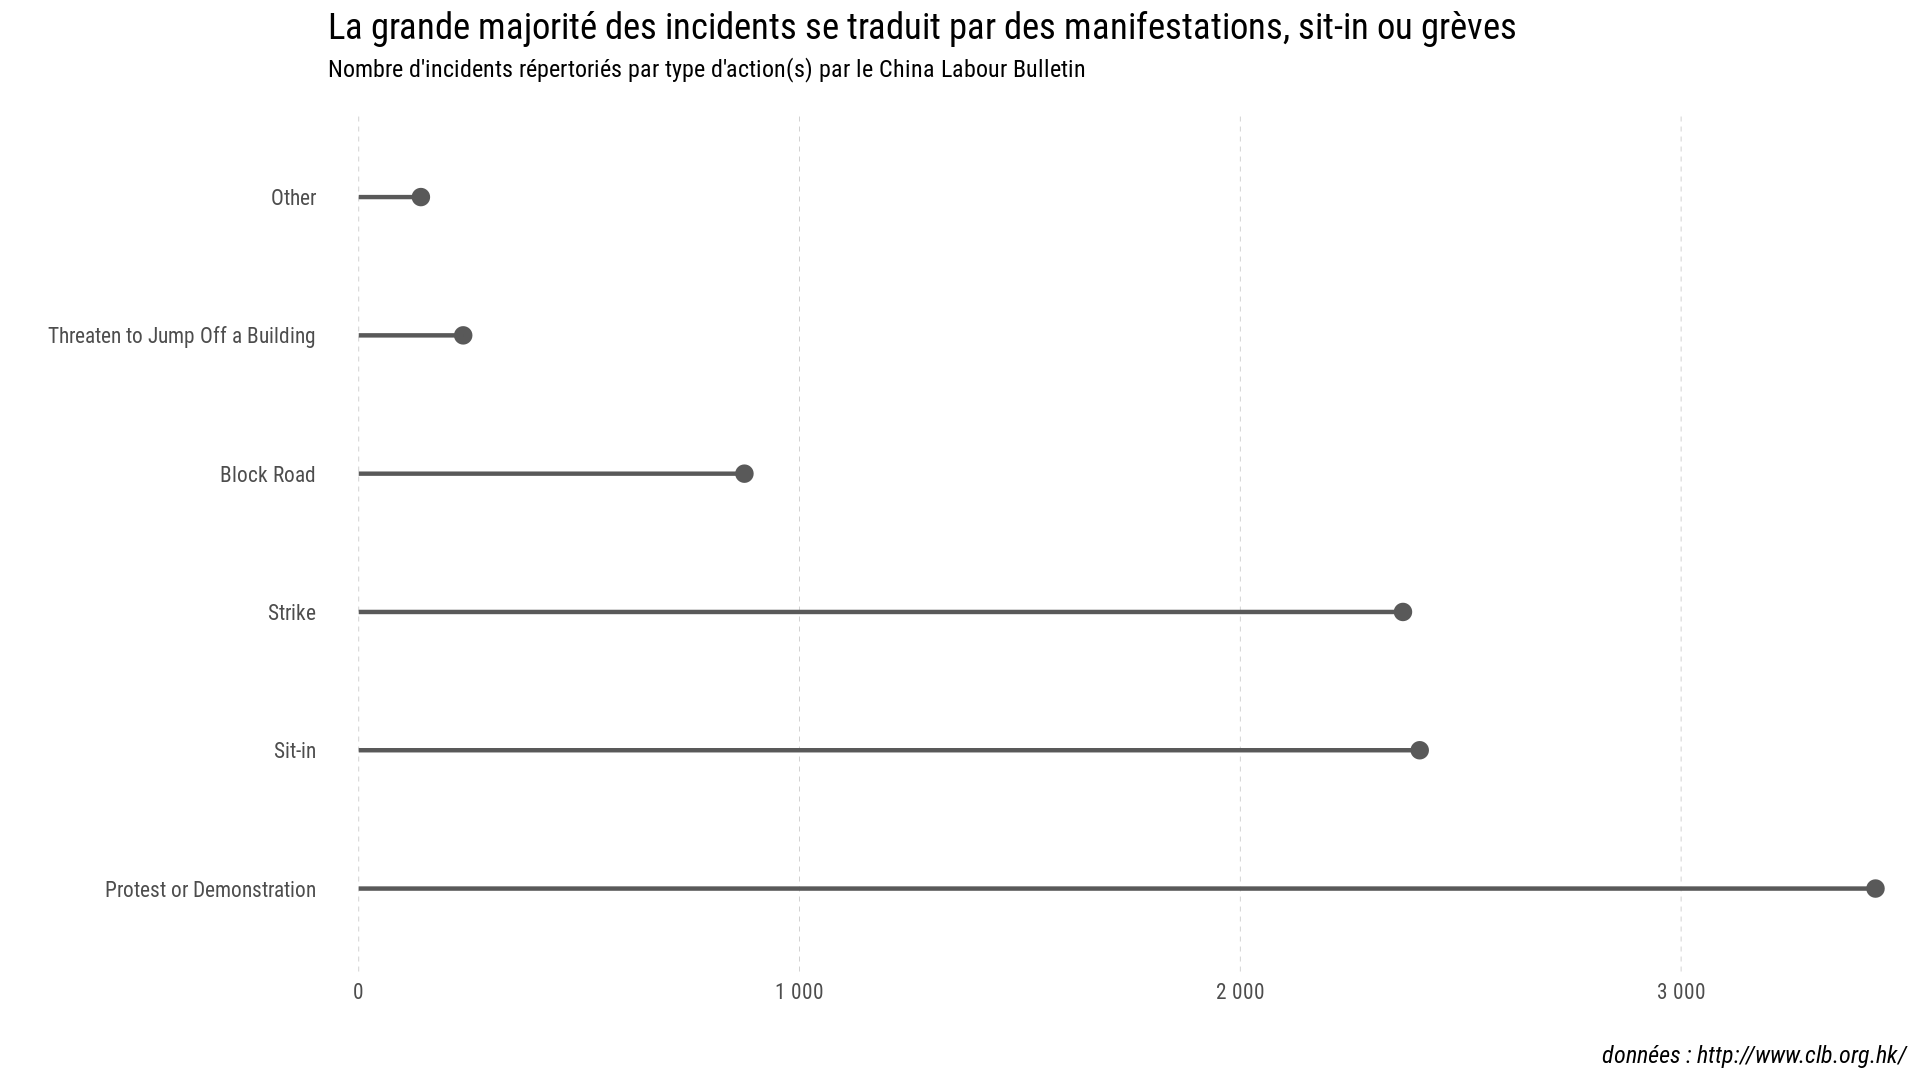 La grande majorité des incidents se traduit par des manifestations, sit-in ou grèves
Nombre d'incidents répertoriés par type d'action(s) par le China Labour Bulletin
Other
Threaten to Jump Off a Building
Block Road
Strike
Sit-in
Protest or Demonstration
0
1 000
2 000
3 000
données : http://www.clb.org.hk/